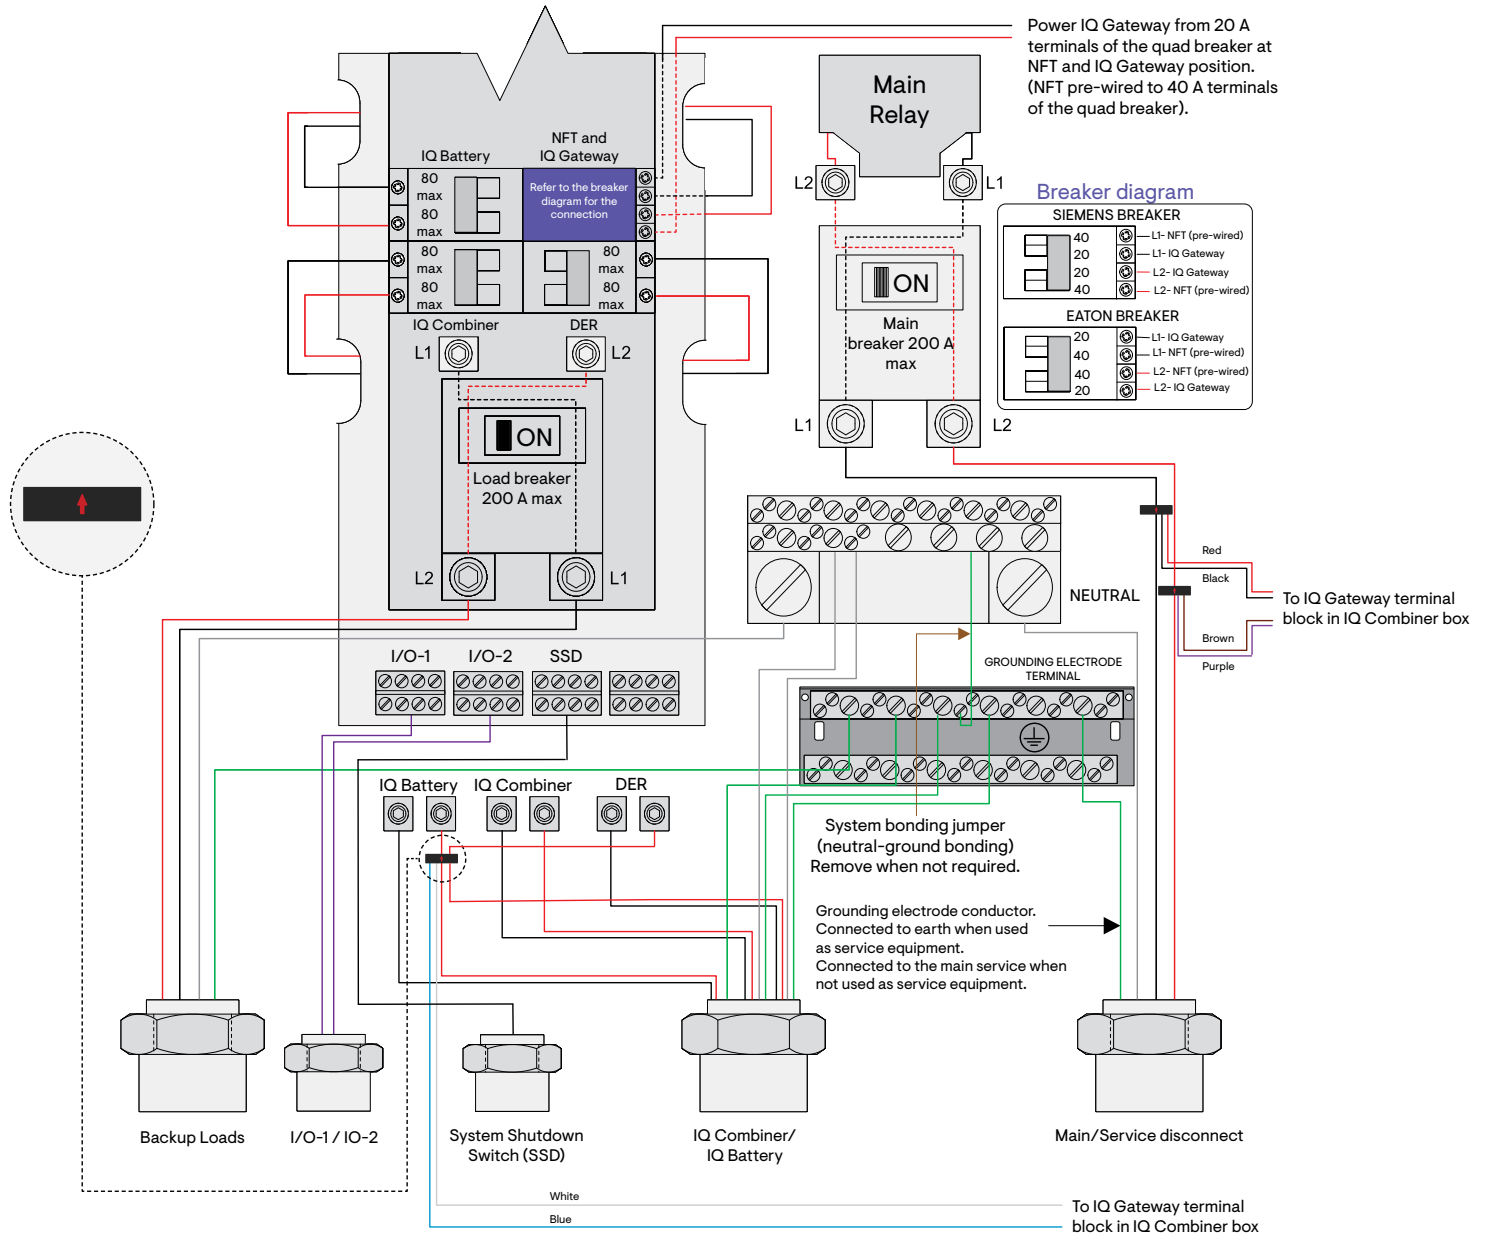 Power IQ Gateway from 20 A
terminals of the quad breaker at
NFT and IQ Gateway position.
(NFT pre-wired to 40 A terminals
of the quad breaker).
Main
Relay
NFT and
IQ Battery
IQ Gateway
80
max
80
max
Refer to the breaker
diagram for the
connection
L2
L1
Breaker diagram
SIEMENS BREAKER
40
L1- NFT (pre-wired)
20
L1- IQ Gateway
20
L2- IQ Gateway
40
L2- NFT (pre-wired)
EATON BREAKER
20
L1- IQ Gateway
40
L1- NFT (pre-wired)
40
L2- NFT (pre-wired)
20
L2- IQ Gateway
80
max
80
max
80
max
80
max
ON
Main
breaker 200 A
max
IQ Combiner
DER
L1
L2
L1
L2
ON
Load breaker
200 A max
L2
L1
NEUTRAL
Red
Black
To IQ Gateway terminal
block in IQ Combiner box
Brown
Purple
I/O-1
I/O-2
SSD
GROUNDING ELECTRODE
TERMINAL
IQ Battery
IQ Combiner
DER
System bonding jumper
(neutral-ground bonding)
Remove when not required.
Grounding electrode conductor.
Connected to earth when used
as service equipment.
Connected to the main service when
not used as service equipment.
Backup Loads
I/O-1 / IO-2
System Shutdown
Switch (SSD)
IQ Combiner/
IQ Battery
Main/Service disconnect
White
Blue
To IQ Gateway terminal
block in IQ Combiner box